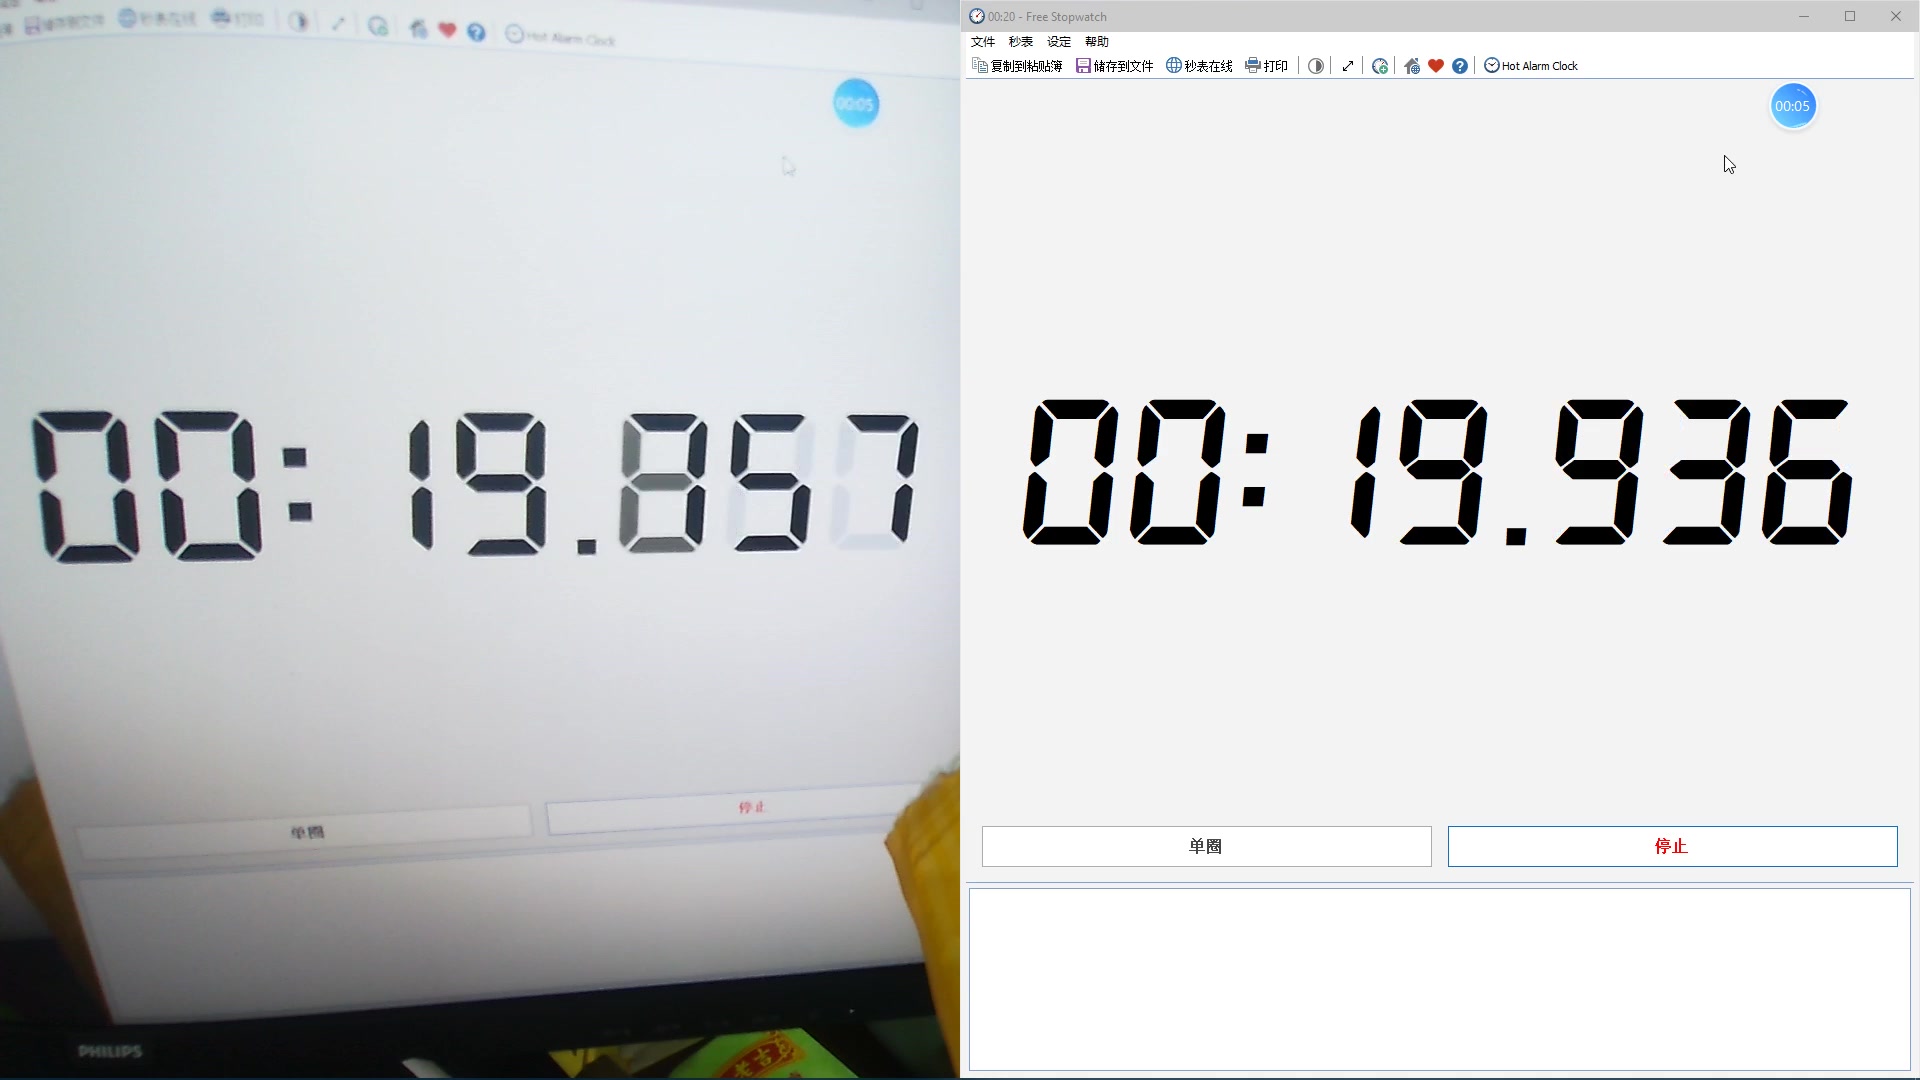 储存到文件 秒表在线 打印 Hot Alarm Clock
00:05
00:19.857
单圈
停止
PHILIPS
00:20 - Free Stopwatch
文件 秒表 设定 帮助
复制到粘贴簿 储存到文件 秒表在线 打印 Hot Alarm Clock
00:05
00:19.936
单圈
停止